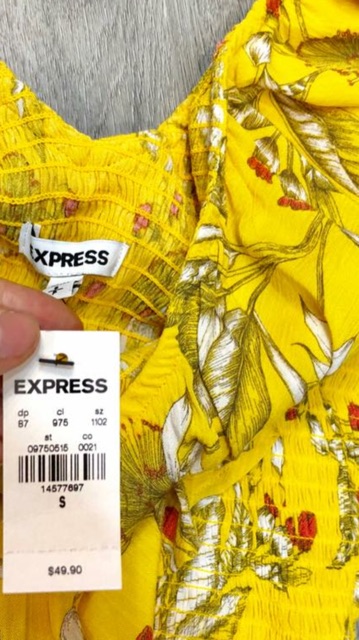 EXPRESS
EXPRESS
dp cl sz
87 975 1102
st co
09750515 0021
14577697
S
$49.90